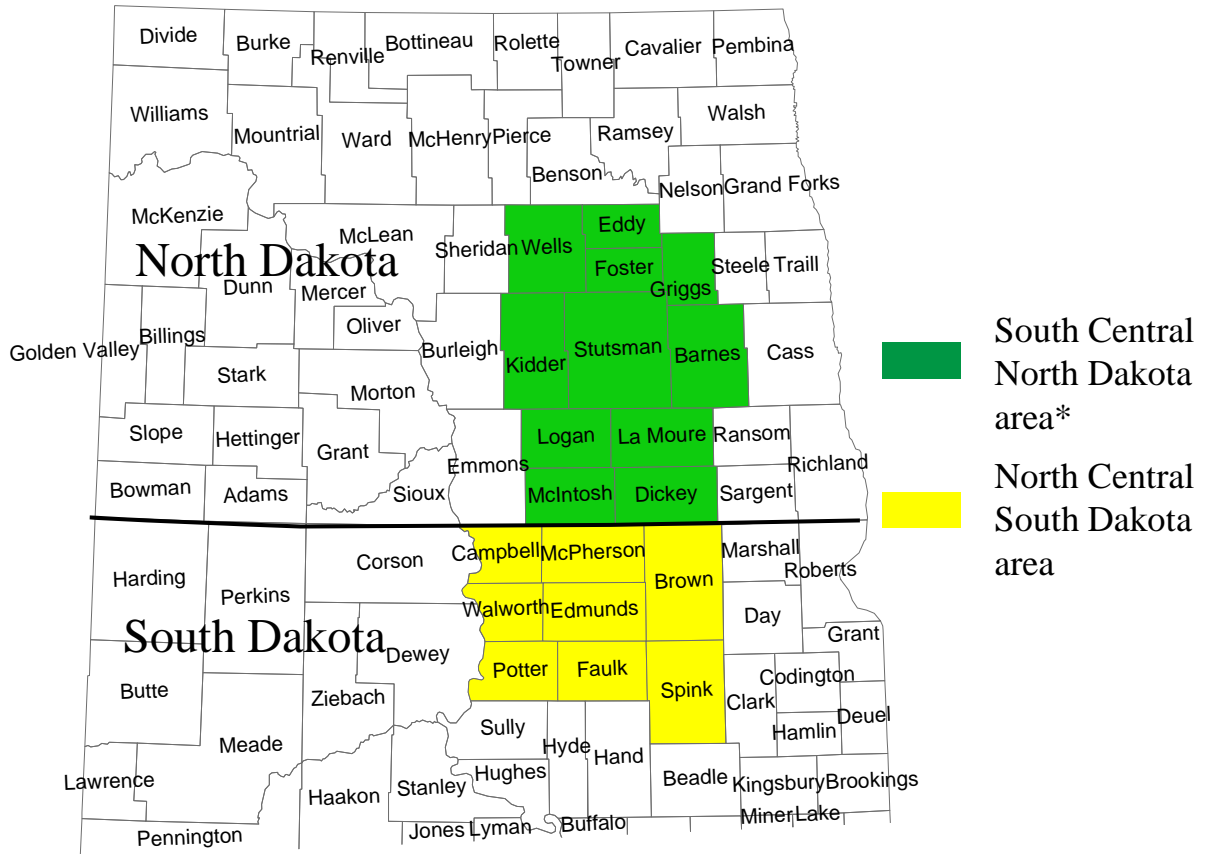 Divide
Burke
Renville
Bottineau
Rolette
Towner
Cavalier
Pembina
Williams
Mountrial
Ward
McHenry
Pierce
Benson
Ramsey
Walsh
Nelson
Grand Forks
McKenzie
McLean
Sheridan
Wells
Eddy
Foster
Griggs
Steele
Traill
North Dakota
Dunn
Mercer
Oliver
Golden Valley
Billings
Stark
Morton
Burleigh
Kidder
Stutsman
Barnes
Cass
Slope
Hettinger
Grant
Emmons
Logan
La Moure
Ransom
Richland
Bowman
Adams
Sioux
McIntosh
Dickey
Sargent
South Central
North Dakota
area*
North Central
South Dakota
area
Harding
Perkins
Corson
Campbell
McPherson
Brown
Marshall
Roberts
Walworth
Edmunds
Day
South Dakota
Dewey
Grant
Butte
Ziebach
Potter
Faulk
Spink
Clark
Codington
Hamlin
Deuel
Meade
Sully
Hyde
Hand
Lawrence
Haakon
Stanley
Hughes
Beadle
Kingsbury
Brookings
Pennington
Jones
Lyman
Buffalo
Miner
Lake